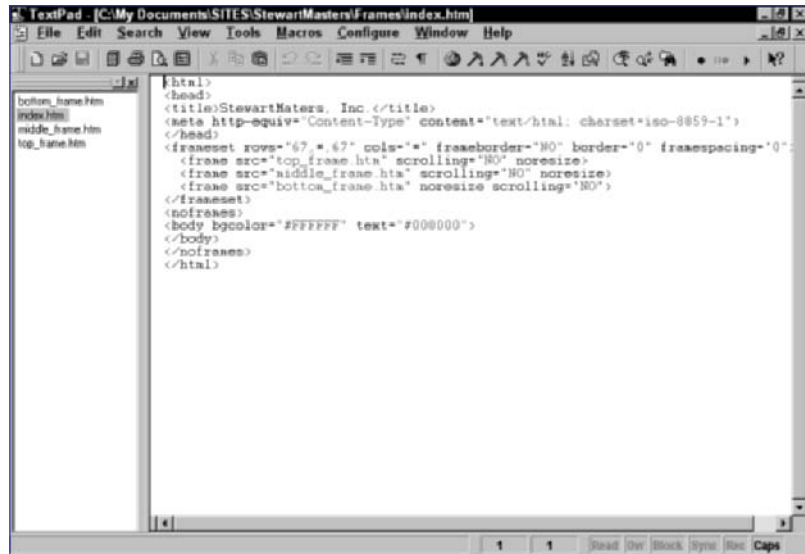 TextPad - [C:\My Documents\SITES\StewartMasters\Frames\index.htm]
File Edit Search View Tools Macros Configure Window Help
bottom_frame.htm
index.htm
middle_frame.htm
top_frame.htm
<html>
<head>
<title>StewartMaters, Inc.</title>
<meta http-equiv="Content-Type" content="text/html; charset=iso-8859-1">
</head>
<frameset rows="67,*,67" cols="*" frameborder="NO" border="0" framespacing="0"
<frame src="top_frame.htm" scrolling="NO" noresize>
<frame src="middle_frame.htm" scrolling="NO" noresize>
<frame src="bottom_frame.htm" noresize scrolling="NO">
</frameset>
<noframes>
<body bgcolor="#FFFFFF" text="#000000">
</body>
</noframes>
</html>
1 1 Read Ovr Block Sync Rec Caps